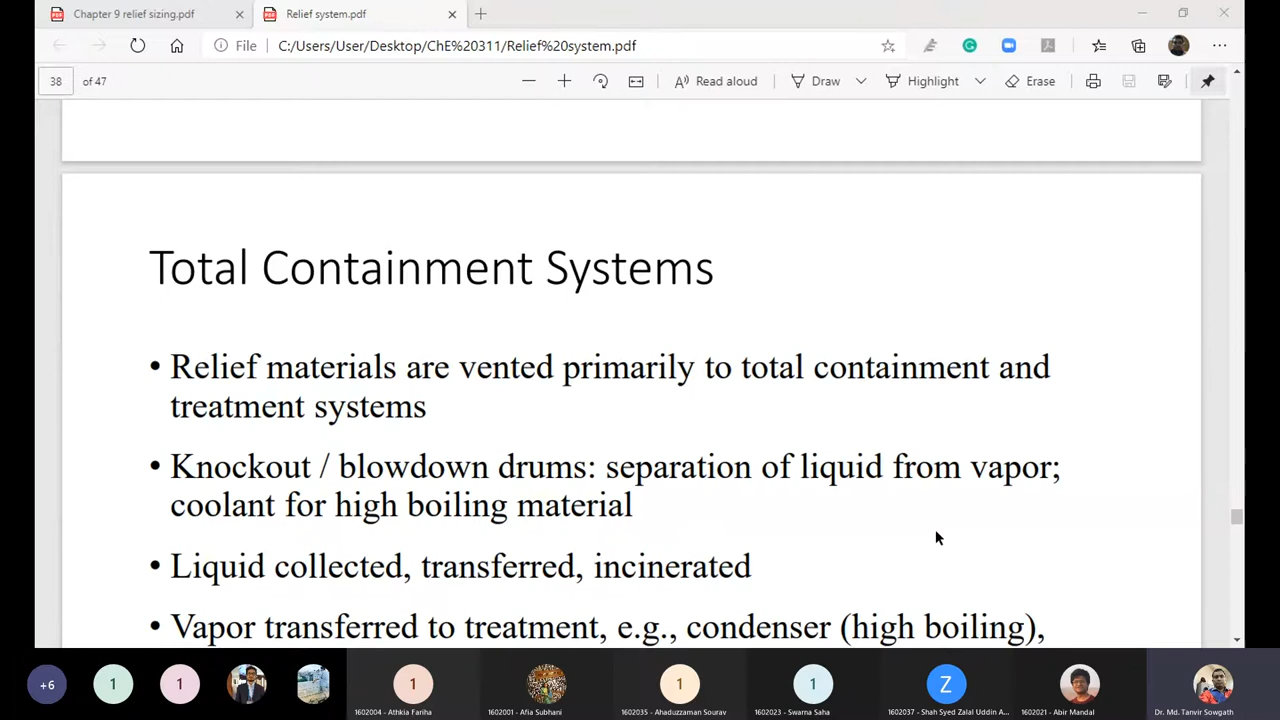 Chapter 9 relief sizing.pdf
Relief system.pdf
File
C:/Users/User/Desktop/ChE%20311/Relief%20system.pdf
38 of 47
Read aloud
Draw
Highlight
Erase
Total Containment Systems
• Relief materials are vented primarily to total containment and
treatment systems
• Knockout / blowdown drums: separation of liquid from vapor;
coolant for high boiling material
• Liquid collected, transferred, incinerated
• Vapor transferred to treatment, e.g., condenser (high boiling),
+6
1
1
1
1
1
Z
1602004 - Athkia Fariha
1602001 - Afia Subhani
1602035 - Ahaduzzaman Sourav
1602023 - Swarna Saha
1602037 - Shah Syed Zalal Uddin A...
1602021 - Abir Mandal
Dr. Md. Tanvir Sowgath